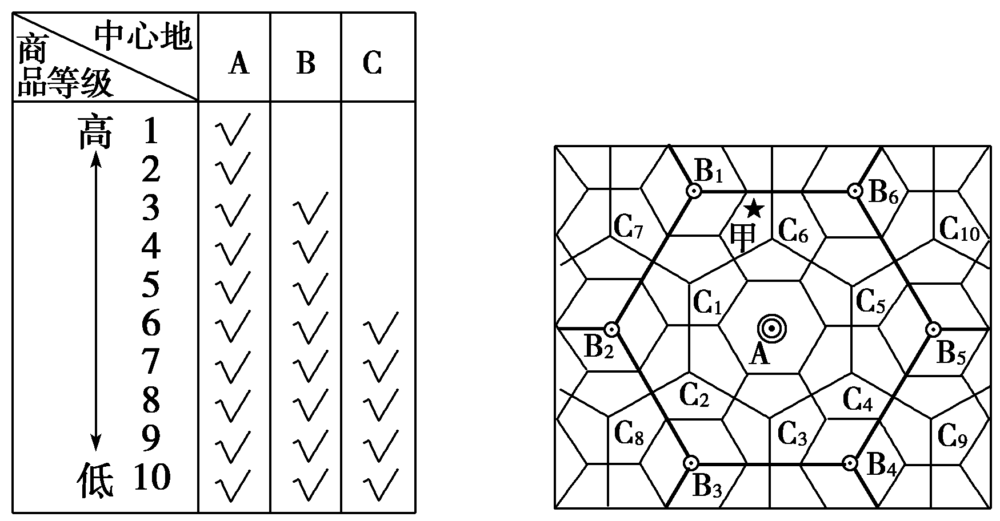 中心地
商
品等级
A B C
高 1 √
2 √
3 √ √
4 √ √
5 √ √
6 √ √ √
7 √ √ √
8 √ √ √
9 √ √ √
低 10 √ √ √
B1
B6
C7
甲
C6
C10
C1
C5
B2
A
B5
C2
C4
C8
C3
C9
B3
B4